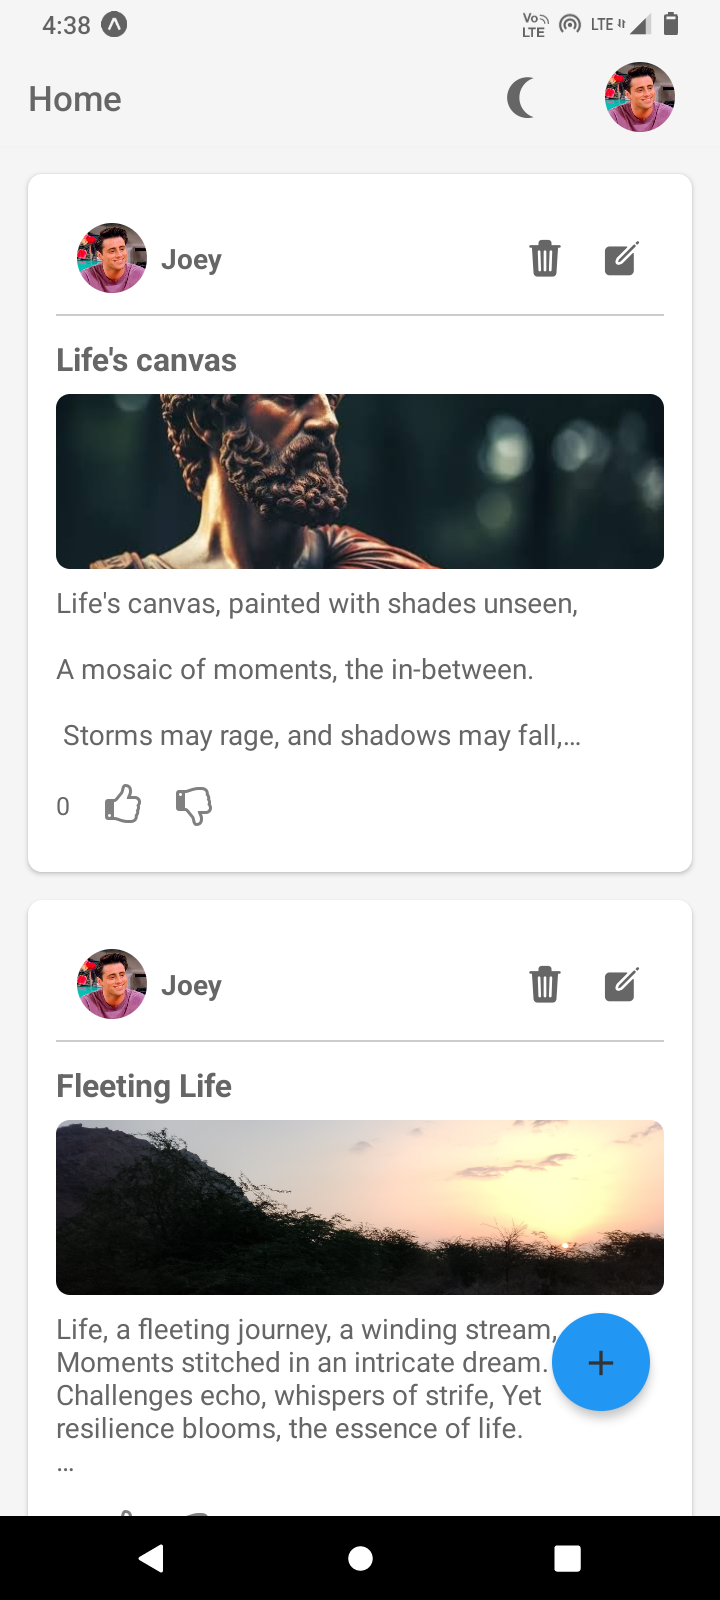 4:38
Vo
LTE
LTE
Home
Joey
Life's canvas
Life's canvas, painted with shades unseen,
A mosaic of moments, the in-between.
Storms may rage, and shadows may fall,…
0
Joey
Fleeting Life
Life, a fleeting journey, a winding stream,
Moments stitched in an intricate dream.
Challenges echo, whispers of strife, Yet
resilience blooms, the essence of life.
…